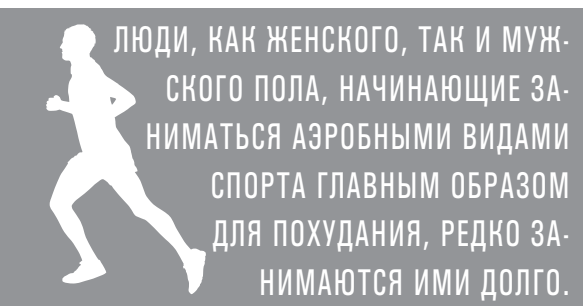 ЛЮДИ, КАК ЖЕНСКОГО, ТАК И МУЖ-
СКОГО ПОЛА, НАЧИНАЮЩИЕ ЗА-
НИМАТЬСЯ АЭРОБНЫМИ ВИДАМИ
СПОРТА ГЛАВНЫМ ОБРАЗОМ
ДЛЯ ПОХУДАНИЯ, РЕДКО ЗА-
НИМАЮТСЯ ИМИ ДОЛГО.